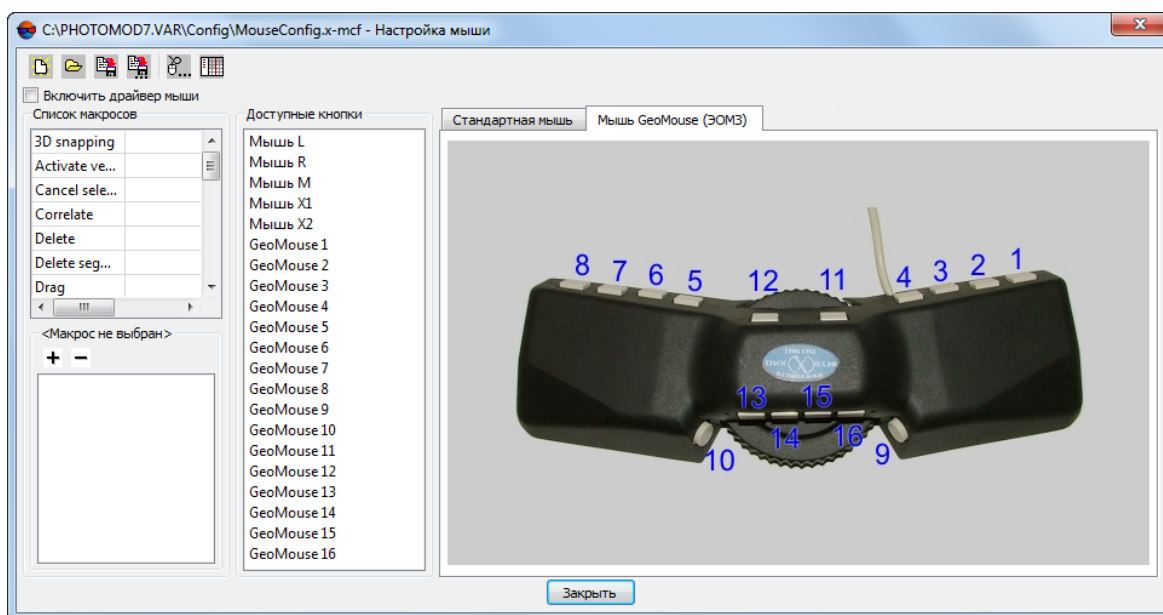 C:\PHOTOMOD7.VAR\Config\MouseConfig.x-mcf - Настройка мыши
Включить драйвер мыши
Список макросов
3D snapping
Activate ve...
Cancel sele...
Correlate
Delete
Delete seg...
Drag
<Макрос не выбран>
Доступные кнопки
Мышь L
Мышь R
Мышь M
Мышь X1
Мышь X2
GeoMouse 1
GeoMouse 2
GeoMouse 3
GeoMouse 4
GeoMouse 5
GeoMouse 6
GeoMouse 7
GeoMouse 8
GeoMouse 9
GeoMouse 10
GeoMouse 11
GeoMouse 12
GeoMouse 13
GeoMouse 14
GeoMouse 15
GeoMouse 16
Стандартная мышь Мышь GeoMouse (ЭОМЗ)
8 7 6 5 12 11 4 3 2 1
13 15
10 14 16 9
Закрыть